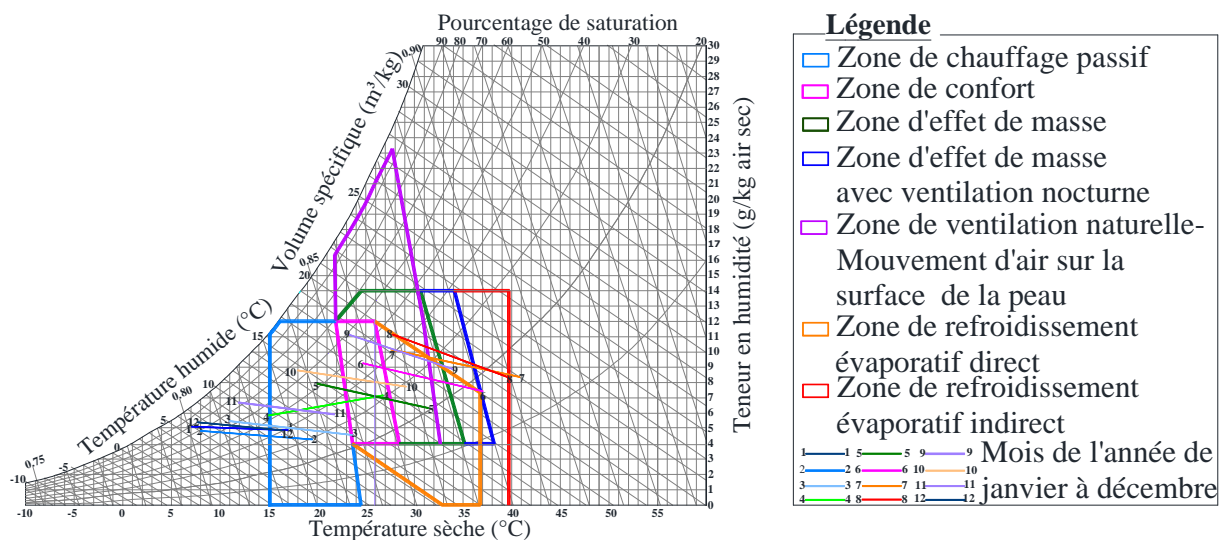 Pourcentage de saturation
90 80 70 60 50 40 30 20
Volume spécifique (m³/kg)
0.90
0.85
0.80
0.75
Température humide (°C)
-10
-5
0
5
10
15
20
25
30
Teneur en humidité (g/kg air sec)
30
29
28
27
26
25
24
23
22
21
20
19
18
17
16
15
14
13
12
11
10
9
8
7
6
5
4
3
2
1
0
-10 -5 0 5 10 15 20 25 30 35 40 45 50 55
Température sèche (°C)
Légende
Zone de chauffage passif
Zone de confort
Zone d'effet de masse
Zone d'effet de masse
avec ventilation nocturne
Zone de ventilation naturelle-
Mouvement d'air sur la
surface de la peau
Zone de refroidissement
évaporatif direct
Zone de refroidissement
évaporatif indirect
1 1 5 5 9 9 Mois de l'année de
2 2 6 6 10 10
3 3 7 7 11 11 janvier à décembre
4 4 8 8 12 12